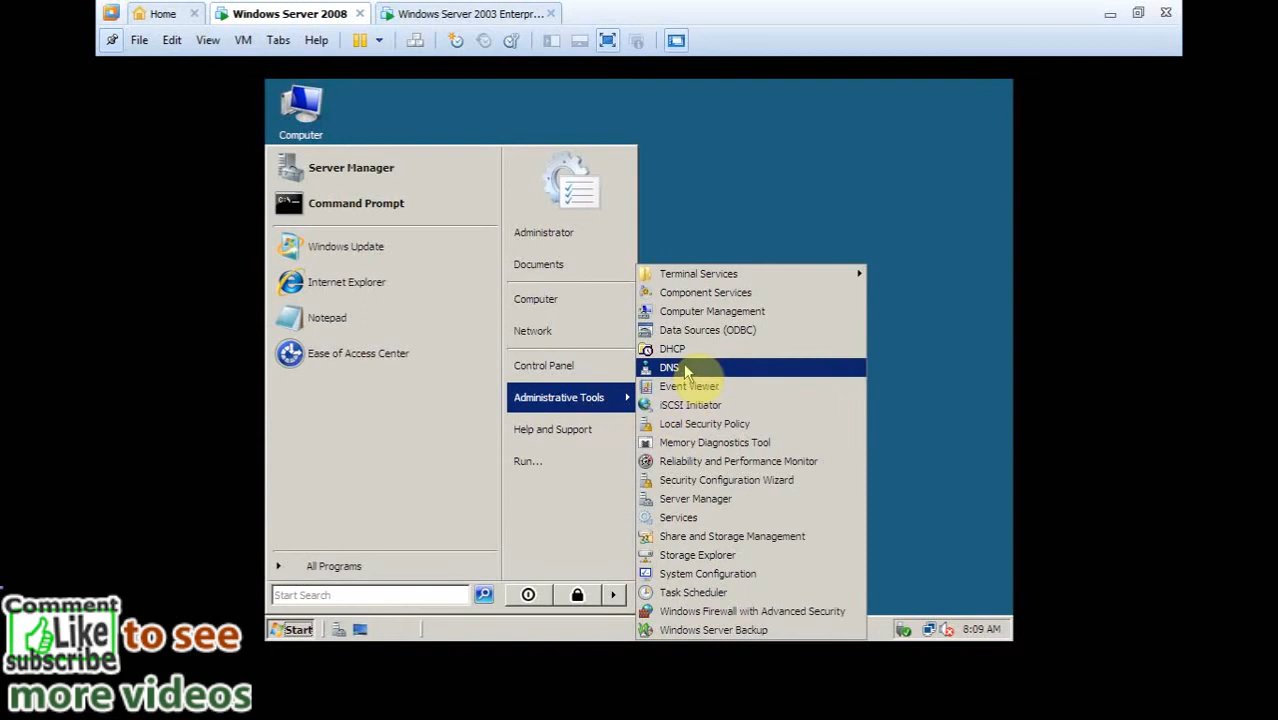 Home
Windows Server 2008
Windows Server 2003 Enterpr...
File Edit View VM Tabs Help
Computer
Server Manager
Command Prompt
Windows Update
Internet Explorer
Notepad
Ease of Access Center
All Programs
Start Search
Administrator
Documents
Computer
Network
Control Panel
Administrative Tools
Help and Support
Run...
Terminal Services
Component Services
Computer Management
Data Sources (ODBC)
DHCP
DNS
Event Viewer
iSCSI Initiator
Local Security Policy
Memory Diagnostics Tool
Reliability and Performance Monitor
Security Configuration Wizard
Server Manager
Services
Share and Storage Management
Storage Explorer
System Configuration
Task Scheduler
Windows Firewall with Advanced Security
Windows Server Backup
Start
8:09 AM
Comment
Like to see
subscribe
more videos